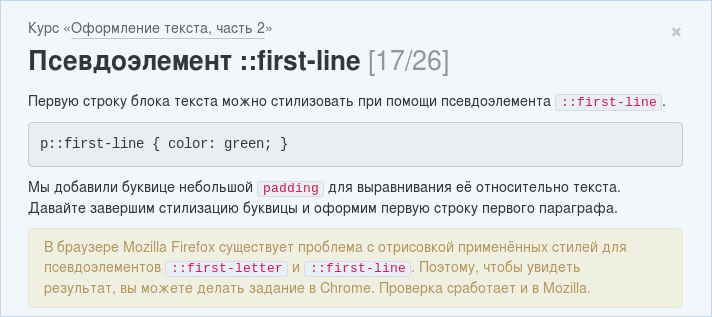 Курс «Оформление текста, часть 2»
×
Псевдоэлемент ::first-line [17/26]
Первую строку блока текста можно стилизовать при помощи псевдоэлемента ::first-line.
p::first-line { color: green; }
Мы добавили буквице небольшой padding для выравнивания её относительно текста.
Давайте завершим стилизацию буквицы и оформим первую строку первого параграфа.
В браузере Mozilla Firefox существует проблема с отрисовкой применённых стилей для
псевдоэлементов ::first-letter и ::first-line. Поэтому, чтобы увидеть
результат, вы можете делать задание в Chrome. Проверка сработает и в Mozilla.